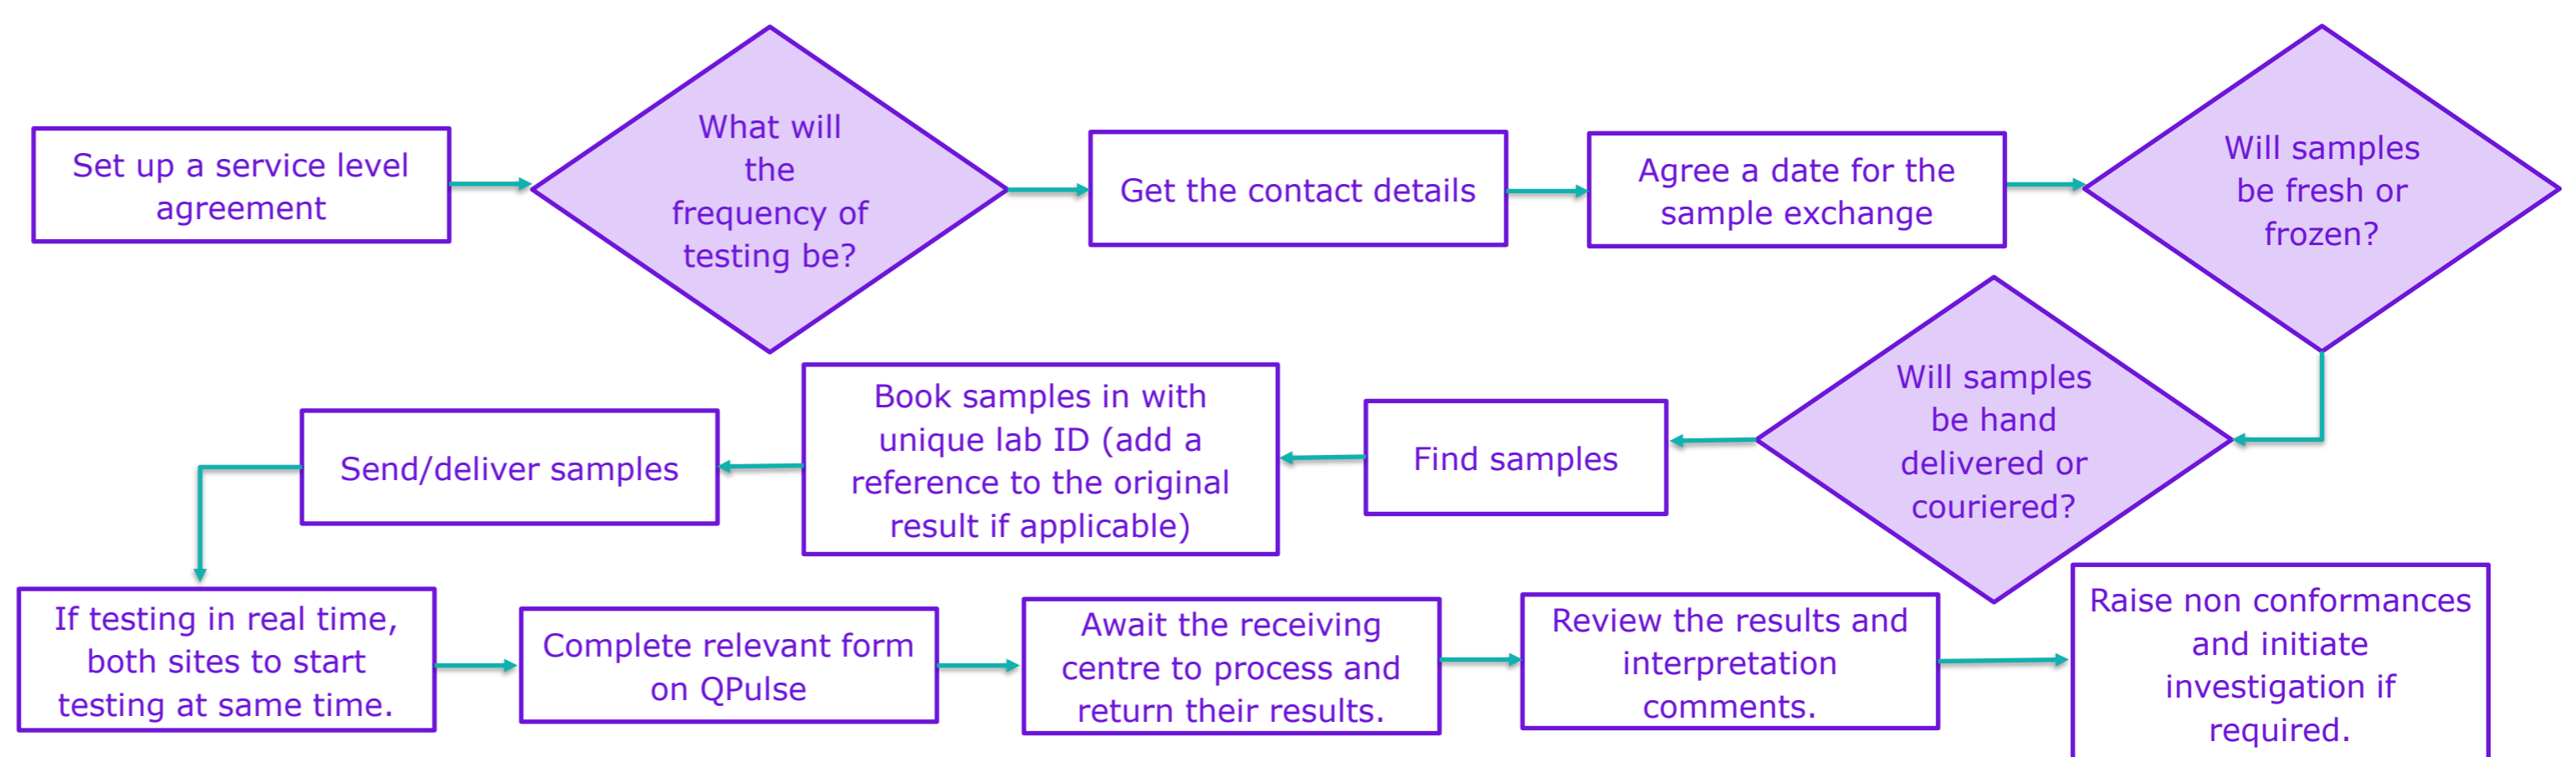 Set up a service level
agreement
What will
the
frequency of
testing be?
Get the contact details
Agree a date for the
sample exchange
Will samples
be fresh or
frozen?
Will samples
be hand
delivered or
couriered?
Find samples
Book samples in with
unique lab ID (add a
reference to the original
result if applicable)
Send/deliver samples
If testing in real time,
both sites to start
testing at same time.
Complete relevant form
on QPulse
Await the receiving
centre to process and
return their results.
Review the results and
interpretation
comments.
Raise non conformances
and initiate
investigation if
required.